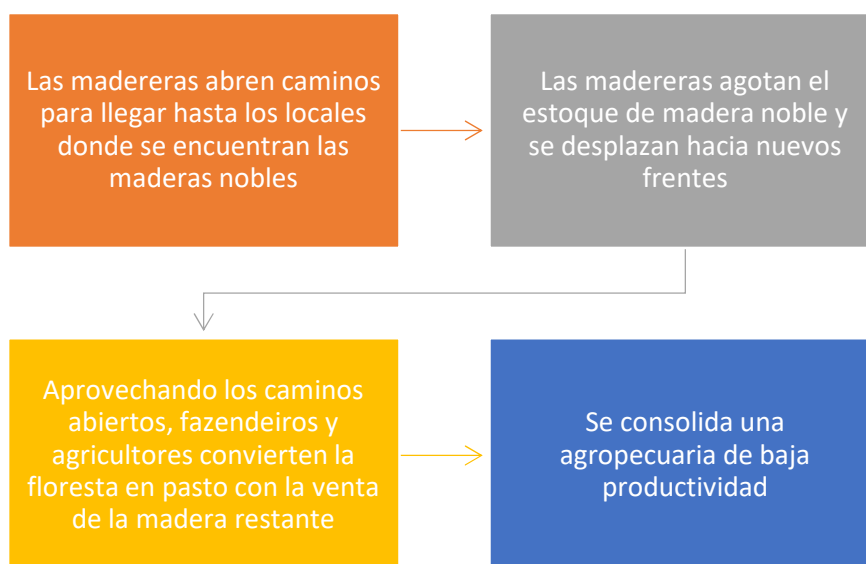 Las madereras abren caminos
para llegar hasta los locales
donde se encuentran las
maderas nobles
Las madereras agotan el
estoque de madera noble y
se desplazan hacia nuevos
frentes
Aprovechando los caminos
abiertos, fazendeiros y
agricultores convierten la
floresta en pasto con la venta
de la madera restante
Se consolida una
agropecuaria de baja
productividad